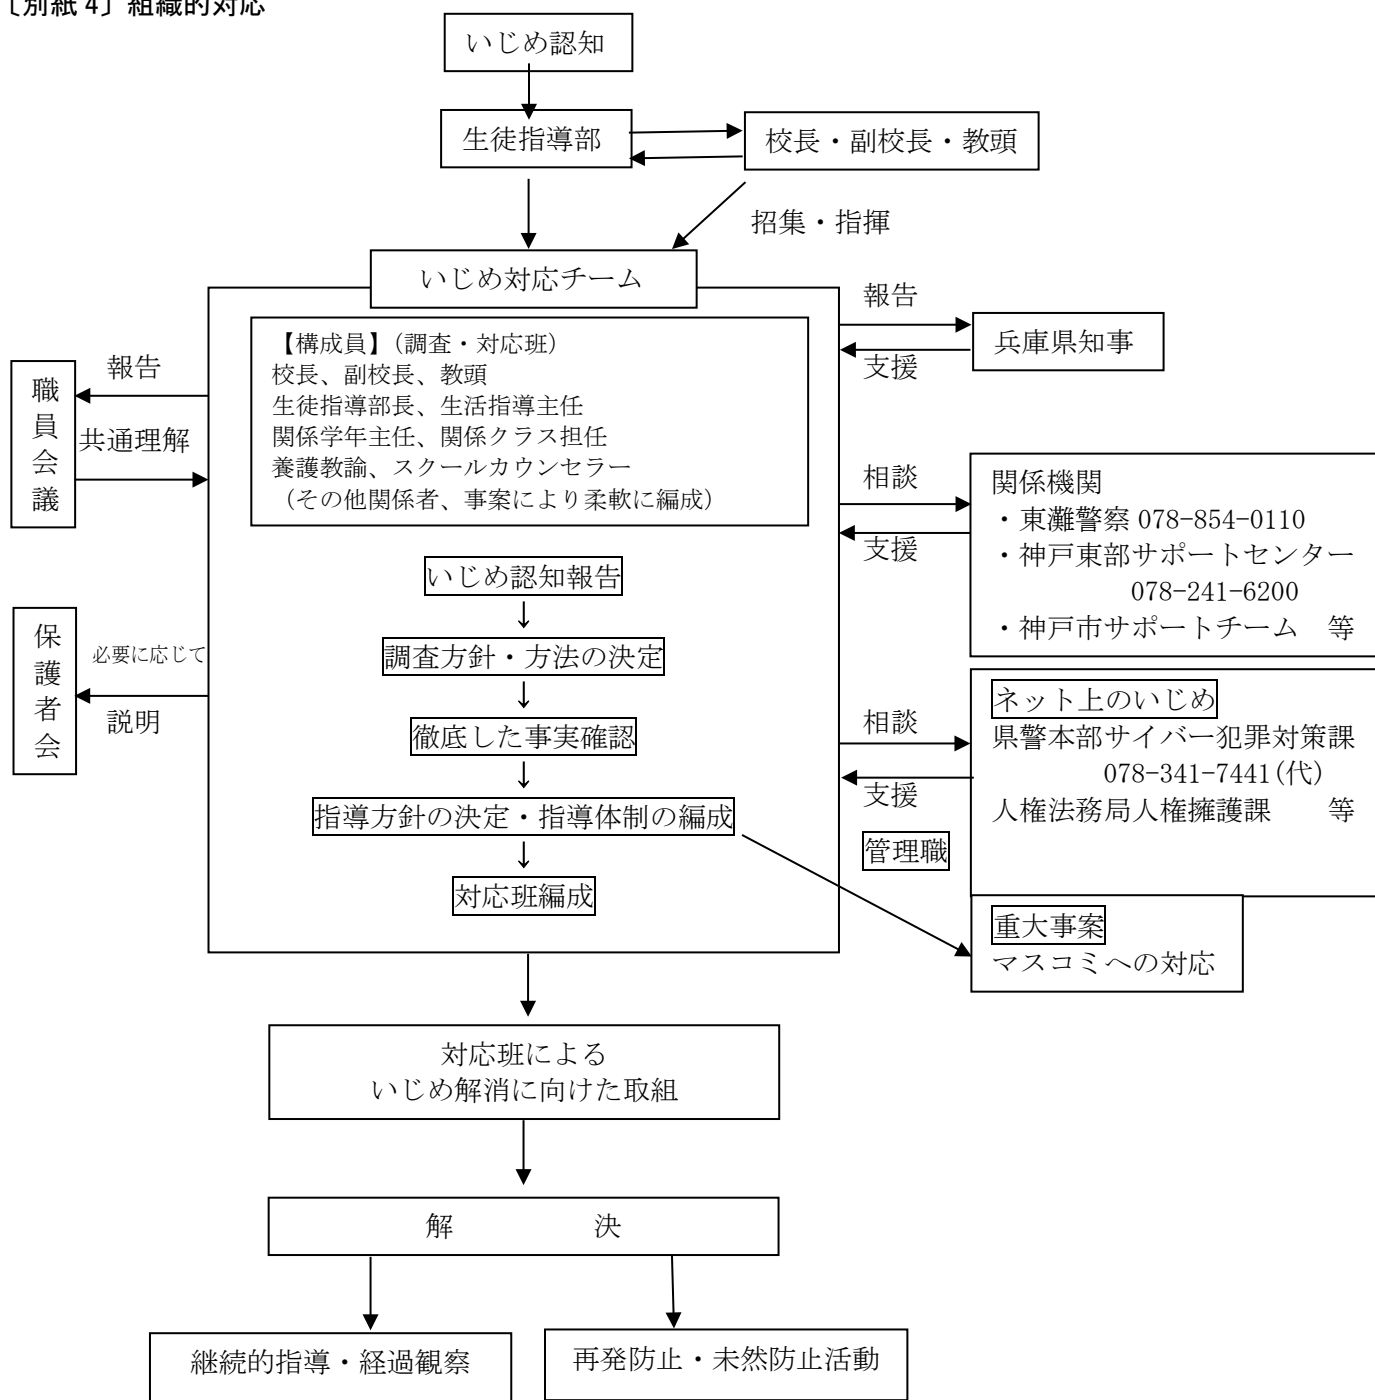 〔別紙 4〕組織的対応
いじめ認知
生徒指導部
校長・副校長・教頭
招集・指揮
いじめ対応チーム
【構成員】(調査・対応班)
校長、副校長、教頭
生徒指導部長、生活指導主任
関係学年主任、関係クラス担任
養護教諭、スクールカウンセラー
（その他関係者、事案により柔軟に編成）
報告
支援
兵庫県知事
職員会議
報告
共通理解
相談
支援
関係機関
・東灘警察 078-854-0110
・神戸東部サポートセンター
078-241-6200
・神戸市サポートチーム　等
いじめ認知報告
↓
調査方針・方法の決定
↓
徹底した事実確認
↓
指導方針の決定・指導体制の編成
↓
対応班編成
保護者会
必要に応じて
説明
相談
支援
ネット上のいじめ
県警本部サイバー犯罪対策課
078-341-7441(代)
人権法務局人権擁護課　　等
管理職
重大事案
マスコミへの対応
対応班による
いじめ解消に向けた取組
解　　　　　決
継続的指導・経過観察
再発防止・未然防止活動